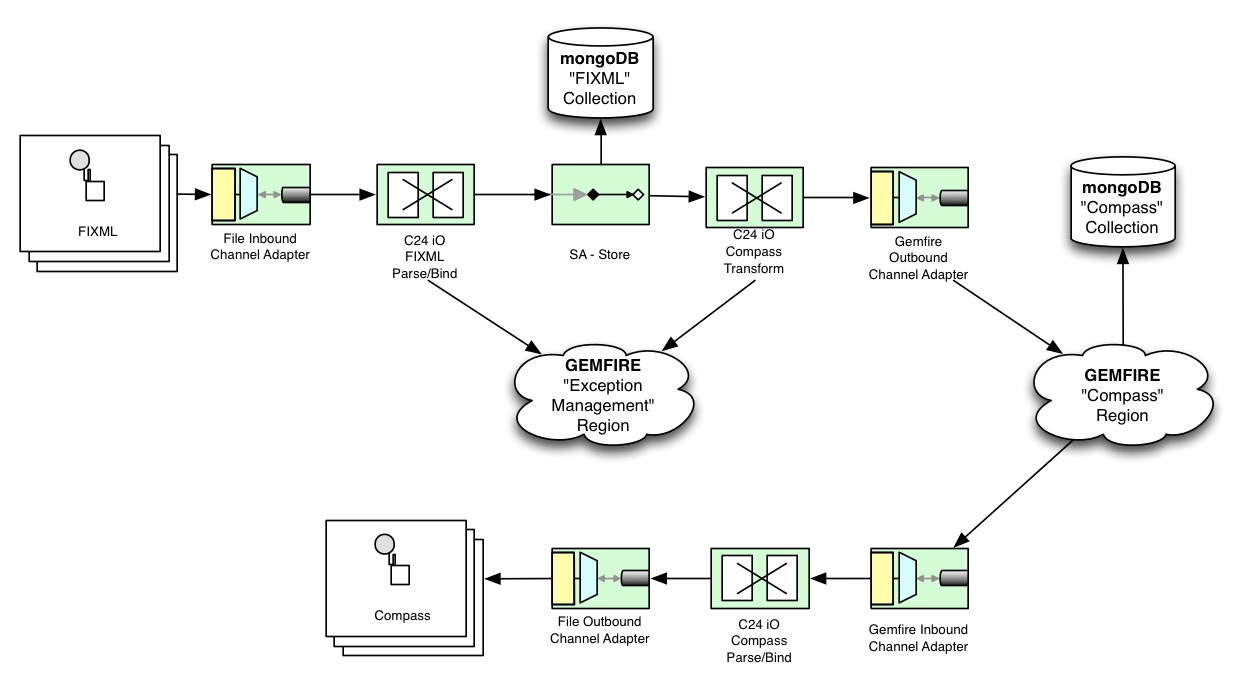 mongoDB
"FIXML"
Collection
FIXML
File Inbound
Channel Adapter
C24 iO
FIXML
Parse/Bind
SA - Store
C24 iO
Compass
Transform
Gemfire
Outbound
Channel Adapter
mongoDB
"Compass"
Collection
GEMFIRE
"Exception
Management"
Region
GEMFIRE
"Compass"
Region
Compass
File Outbound
Channel Adapter
C24 iO
Compass
Parse/Bind
Gemfire Inbound
Channel Adapter